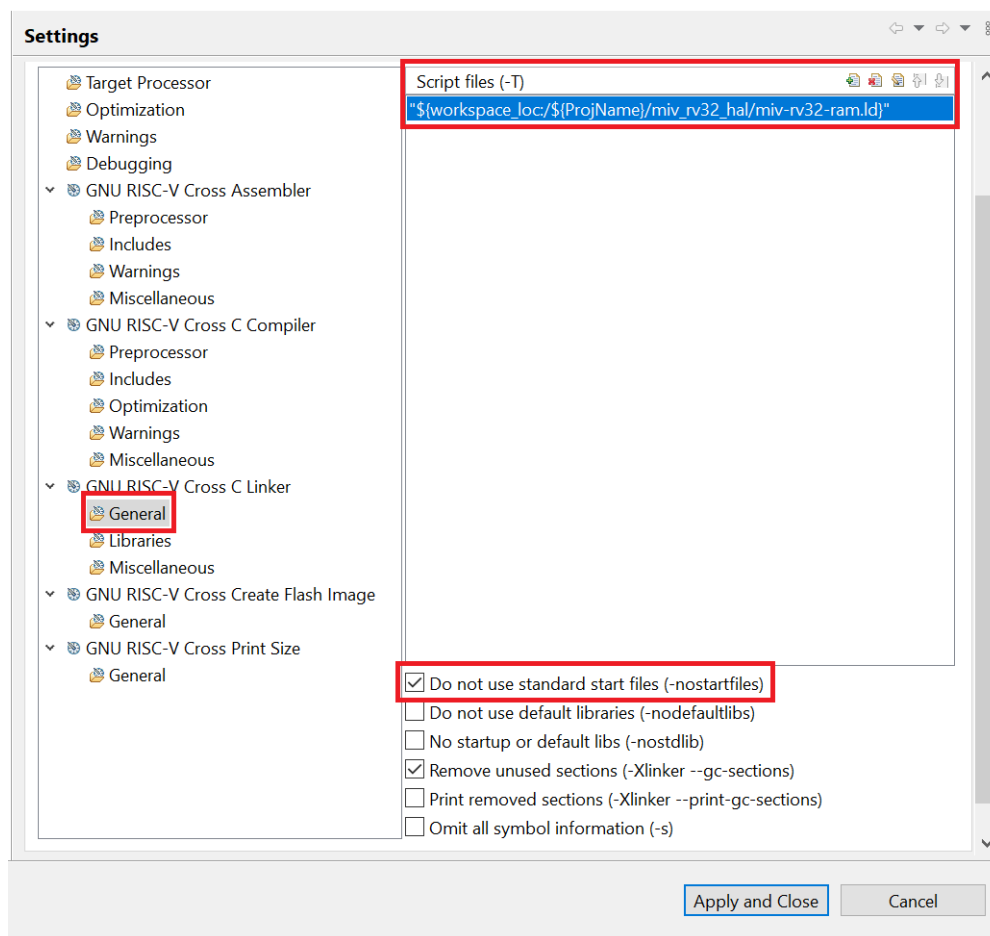 Settings
Target Processor
Optimization
Warnings
Debugging
GNU RISC-V Cross Assembler
Preprocessor
Includes
Warnings
Miscellaneous
GNU RISC-V Cross C Compiler
Preprocessor
Includes
Optimization
Warnings
Miscellaneous
GNU RISC-V Cross C Linker
General
Libraries
Miscellaneous
GNU RISC-V Cross Create Flash Image
General
GNU RISC-V Cross Print Size
General
Script files (-T)
"${workspace_loc:/${ProjName}/miv_rv32_hal/miv-rv32-ram.ld}"
Do not use standard start files (-nostartfiles)
Do not use default libraries (-nodefaultlibs)
No startup or default libs (-nostdlib)
Remove unused sections (-Xlinker --gc-sections)
Print removed sections (-Xlinker --print-gc-sections)
Omit all symbol information (-s)
Apply and Close
Cancel